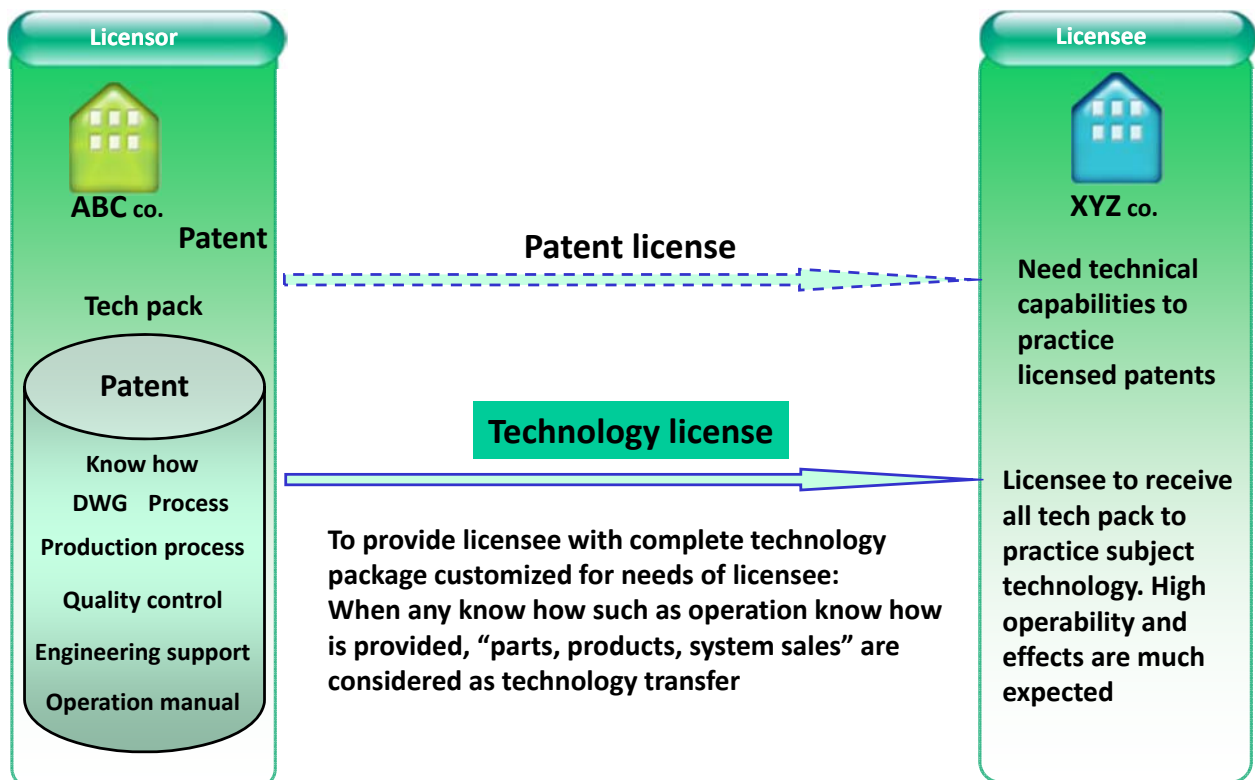 Licensor
ABC co.
Patent
Tech pack
Patent
Know how
DWG Process
Production process
Quality control
Engineering support
Operation manual
Patent license
Technology license
To provide licensee with complete technology
package customized for needs of licensee:
When any know how such as operation know how
is provided, “parts, products, system sales” are
considered as technology transfer
Licensee
XYZ co.
Need technical
capabilities to
practice
licensed patents
Licensee to receive
all tech pack to
practice subject
technology. High
operability and
effects are much
expected